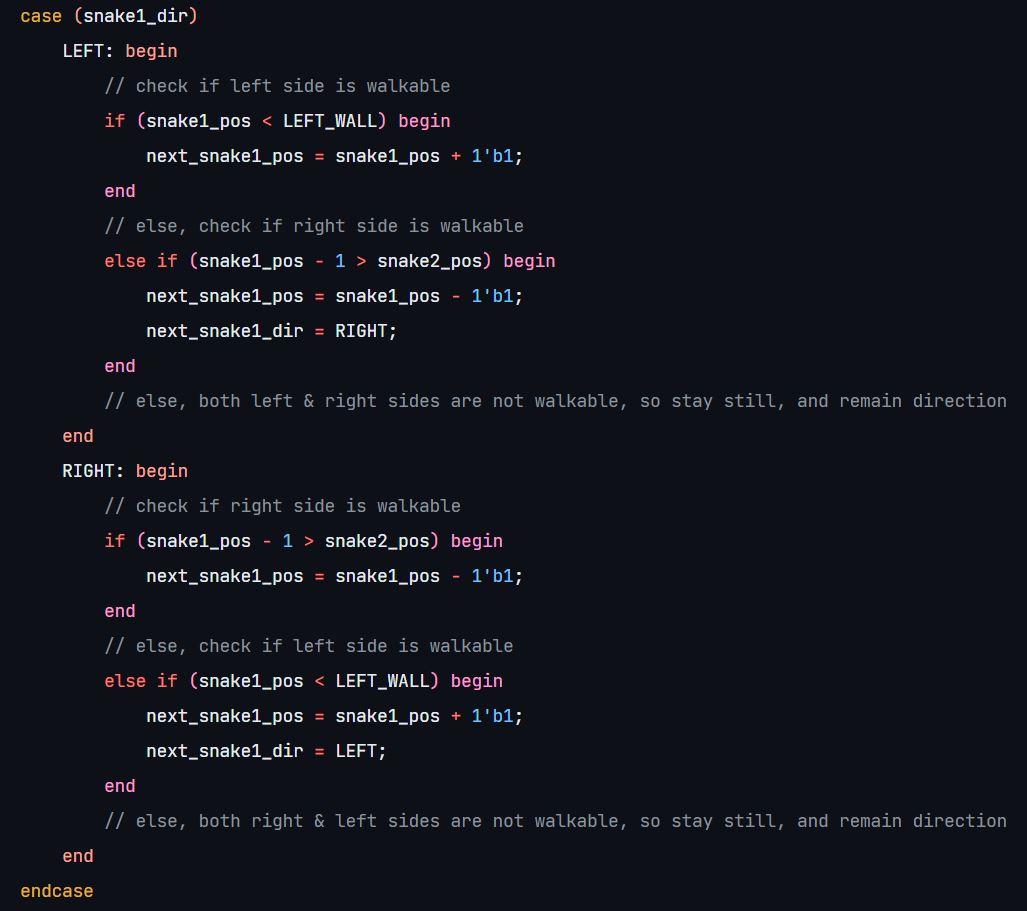 case (snake1_dir)
    LEFT: begin
        // check if left side is walkable
        if (snake1_pos < LEFT_WALL) begin
            next_snake1_pos = snake1_pos + 1'b1;
        end
        // else, check if right side is walkable
        else if (snake1_pos - 1 > snake2_pos) begin
            next_snake1_pos = snake1_pos - 1'b1;
            next_snake1_dir = RIGHT;
        end
        // else, both left & right sides are not walkable, so stay still, and remain direction
    end
    RIGHT: begin
        // check if right side is walkable
        if (snake1_pos - 1 > snake2_pos) begin
            next_snake1_pos = snake1_pos - 1'b1;
        end
        // else, check if left side is walkable
        else if (snake1_pos < LEFT_WALL) begin
            next_snake1_pos = snake1_pos + 1'b1;
            next_snake1_dir = LEFT;
        end
        // else, both right & left sides are not walkable, so stay still, and remain direction
    end
endcase